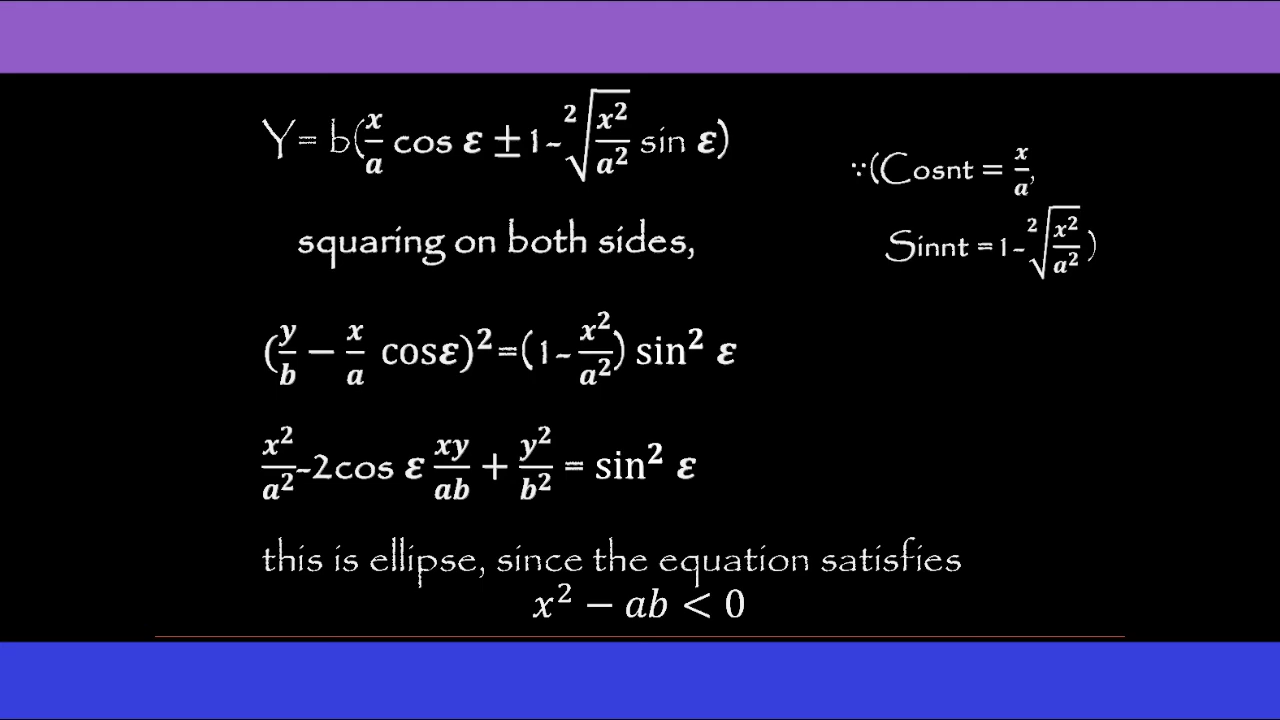 Y= b(x/a cos ε ± 1-²√(x²/a²) sin ε)
∵(Cosnt = x/a,
Sinnt =1-²√(x²/a²))
squaring on both sides,
(y/b − x/a cosε)²=(1-x²/a²) sin² ε
x²/a²-2cos ε xy/ab + y²/b² = sin² ε
this is ellipse, since the equation satisfies
x² − ab < 0